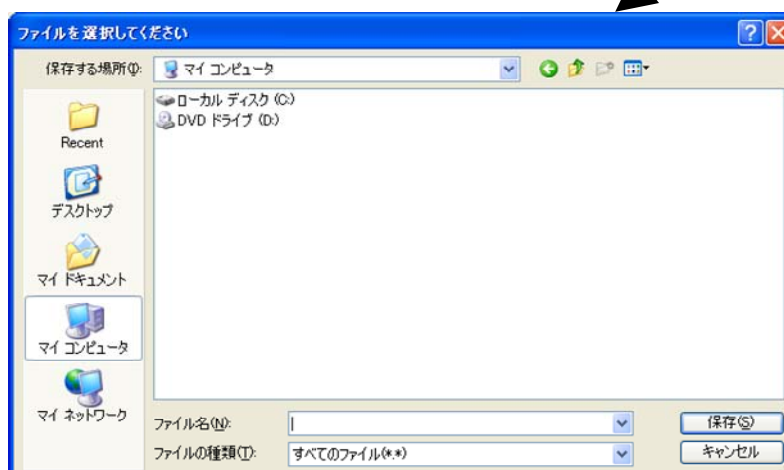 ファイルを選択してください
保存する場所(I):
マイ コンピュータ
ローカル ディスク (C:)
DVD ドライブ (D:)
Recent
デスクトップ
マイ ドキュメント
マイ コンピュータ
マイ ネットワーク
ファイル名(N):
保存(S)
ファイルの種類(T):
すべてのファイル(*.*)
キャンセル